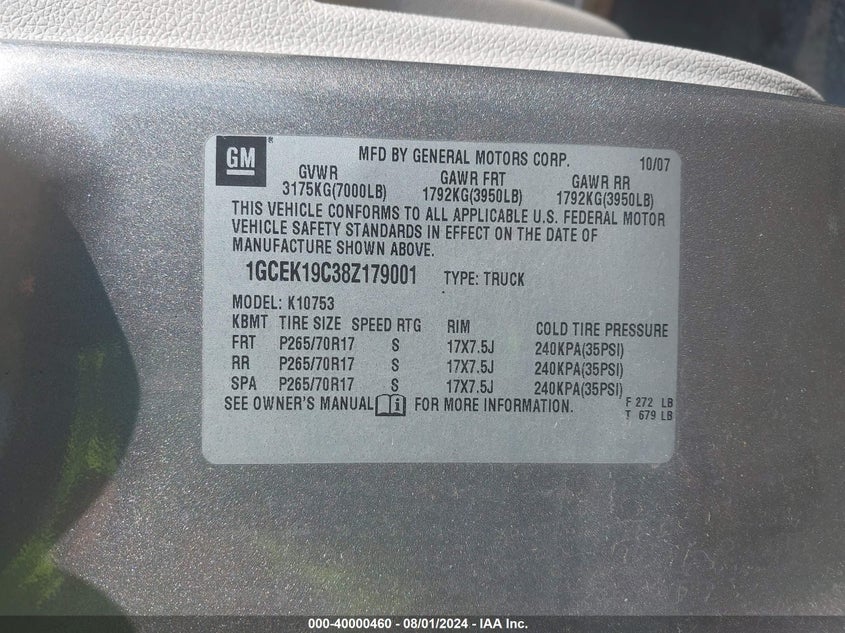 GM®
MFD BY GENERAL MOTORS CORP. 10/07
GVWR GAWR FRT GAWR RR
3175KG(7000LB) 1792KG(3950LB) 1792KG(3950LB)
THIS VEHICLE CONFORMS TO ALL APPLICABLE U.S. FEDERAL MOTOR
VEHICLE SAFETY STANDARDS IN EFFECT ON THE DATE OF
MANUFACTURE SHOWN ABOVE.
1GCEK19C38Z179001 TYPE: TRUCK
MODEL: K10753
KBMT TIRE SIZE SPEED RTG RIM COLD TIRE PRESSURE
FRT P265/70R17 S 17X7.5J 240KPA(35PSI)
RR P265/70R17 S 17X7.5J 240KPA(35PSI)
SPA P265/70R17 S 17X7.5J 240KPA(35PSI)
SEE OWNER'S MANUAL i FOR MORE INFORMATION.
F 272 LB
T 679 LB
000-40000460 - 08/01/2024 - IAA Inc.